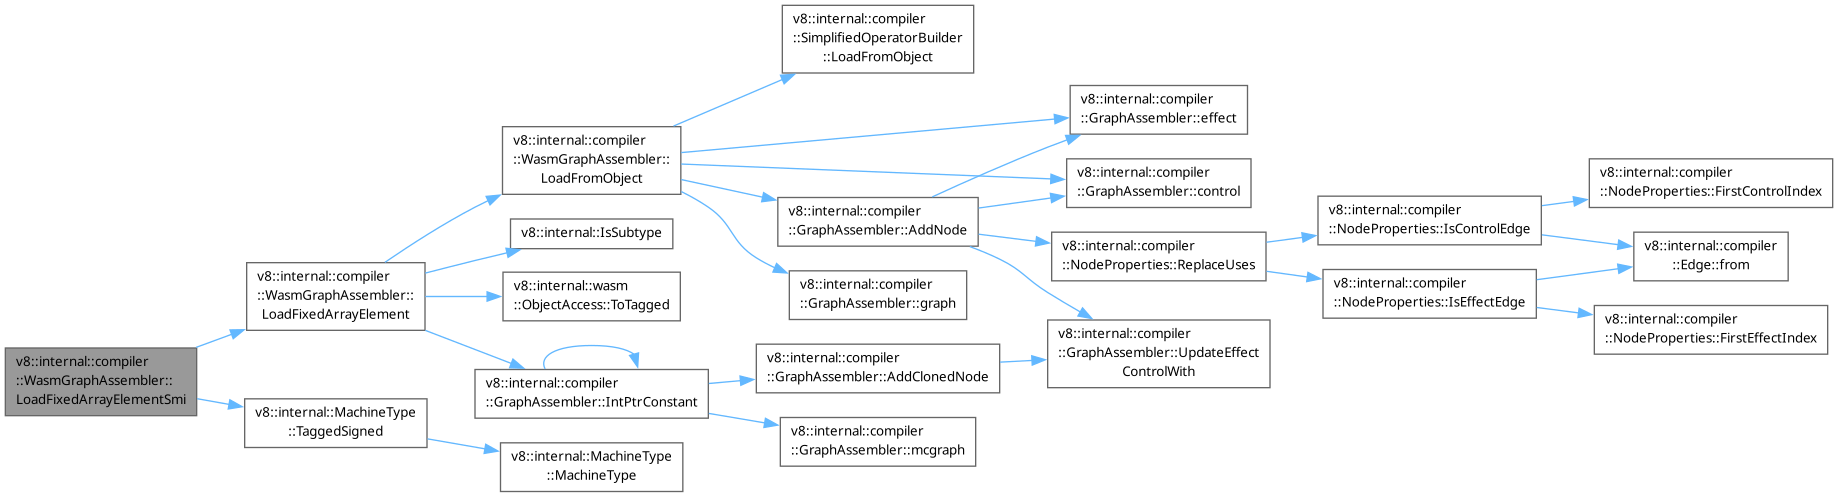 v8::internal::compiler
::WasmGraphAssembler::
LoadFixedArrayElementSmi
v8::internal::compiler
::WasmGraphAssembler::
LoadFixedArrayElement
v8::internal::MachineType
::TaggedSigned
v8::internal::compiler
::WasmGraphAssembler::
LoadFromObject
v8::internal::IsSubtype
v8::internal::wasm
::ObjectAccess::ToTagged
v8::internal::compiler
::GraphAssembler::IntPtrConstant
v8::internal::MachineType
::MachineType
v8::internal::compiler
::SimplifiedOperatorBuilder
::LoadFromObject
v8::internal::compiler
::GraphAssembler::AddNode
v8::internal::compiler
::GraphAssembler::graph
v8::internal::compiler
::GraphAssembler::AddClonedNode
v8::internal::compiler
::GraphAssembler::mcgraph
v8::internal::compiler
::GraphAssembler::effect
v8::internal::compiler
::GraphAssembler::control
v8::internal::compiler
::NodeProperties::ReplaceUses
v8::internal::compiler
::GraphAssembler::UpdateEffect
ControlWith
v8::internal::compiler
::NodeProperties::IsControlEdge
v8::internal::compiler
::NodeProperties::IsEffectEdge
v8::internal::compiler
::NodeProperties::FirstControlIndex
v8::internal::compiler
::Edge::from
v8::internal::compiler
::NodeProperties::FirstEffectIndex